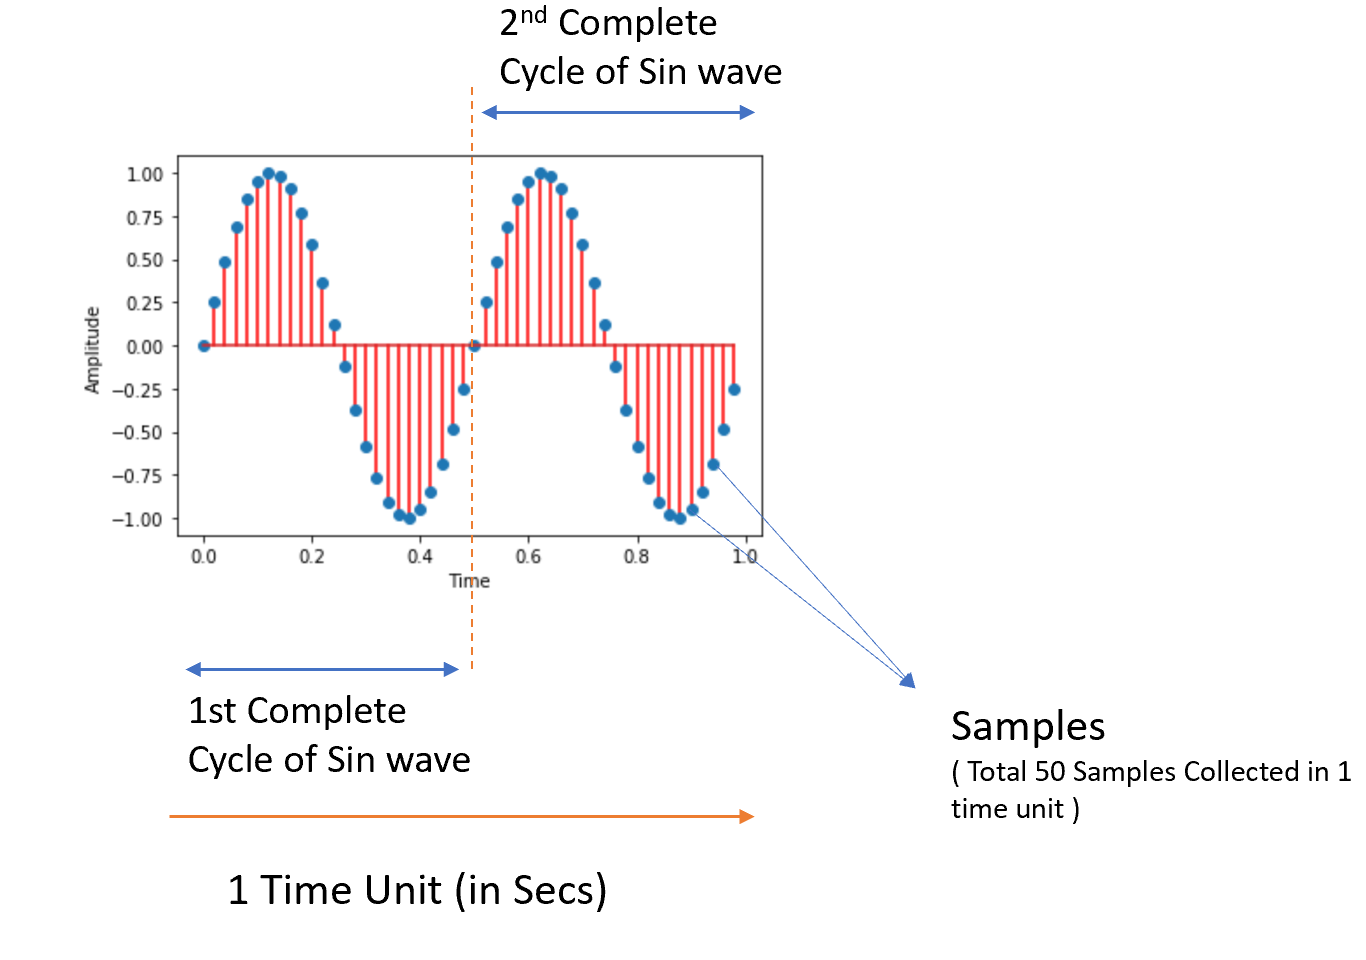 2nd Complete
Cycle of Sin wave
1.00
0.75
0.50
0.25
0.00
−0.25
−0.50
−0.75
−1.00
Amplitude
0.0 0.2 0.4 0.6 0.8 1.0
Time
1st Complete
Cycle of Sin wave
Samples
( Total 50 Samples Collected in 1
time unit )
1 Time Unit (in Secs)